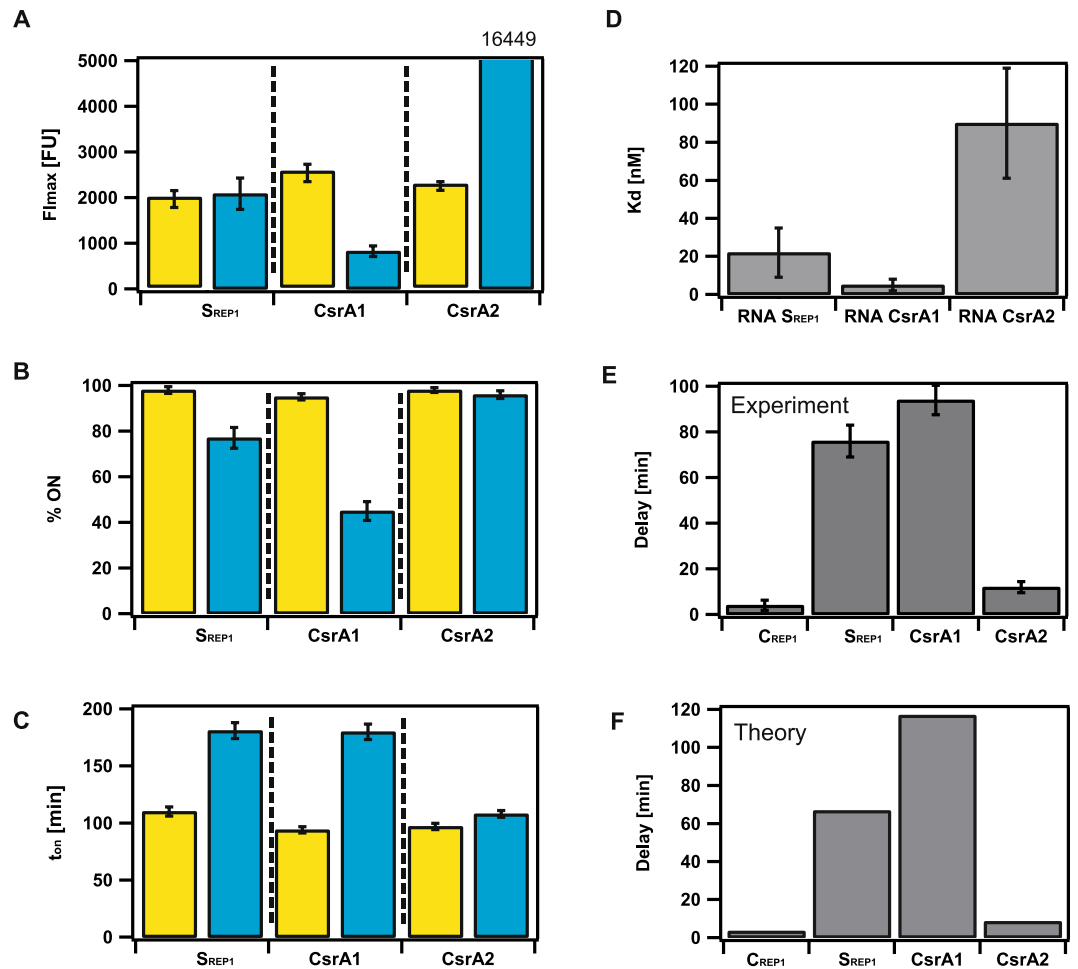 A
16449
5000
4000
3000
2000
1000
0
FImax [FU]
SREP1 CsrA1 CsrA2
B
100
80
60
40
20
0
% ON
SREP1 CsrA1 CsrA2
C
200
150
100
50
0
ton [min]
SREP1 CsrA1 CsrA2
D
120
100
80
60
40
20
0
Kd [nM]
RNA SREP1 RNA CsrA1 RNA CsrA2
E
Experiment
100
80
60
40
20
0
Delay [min]
CREP1 SREP1 CsrA1 CsrA2
F
Theory
120
100
80
60
40
20
0
Delay [min]
CREP1 SREP1 CsrA1 CsrA2